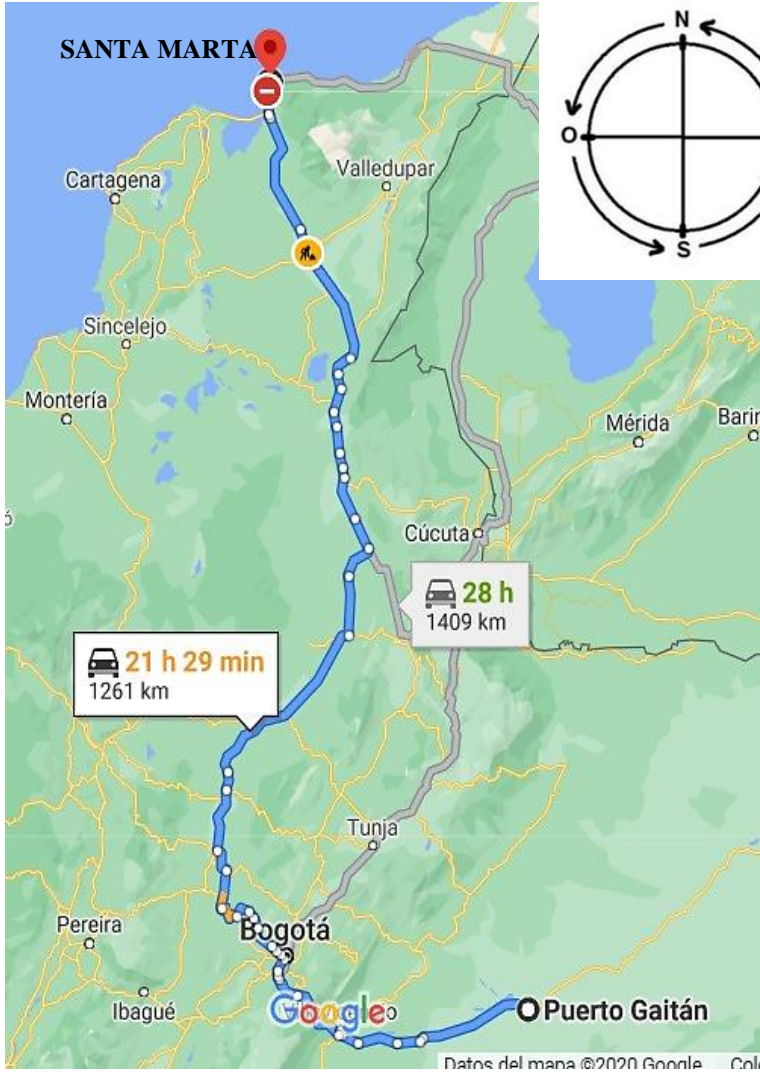 SANTA MARTA
N
O
S
Valledupar
Cartagena
Sincelejo
Montería
Mérida
Barin
Cúcuta
28 h
1409 km
21 h 29 min
1261 km
Tunja
Pereira
Bogotá
Ibagué
Google
Puerto Gaitán
Datos del mapa ©2020 Google